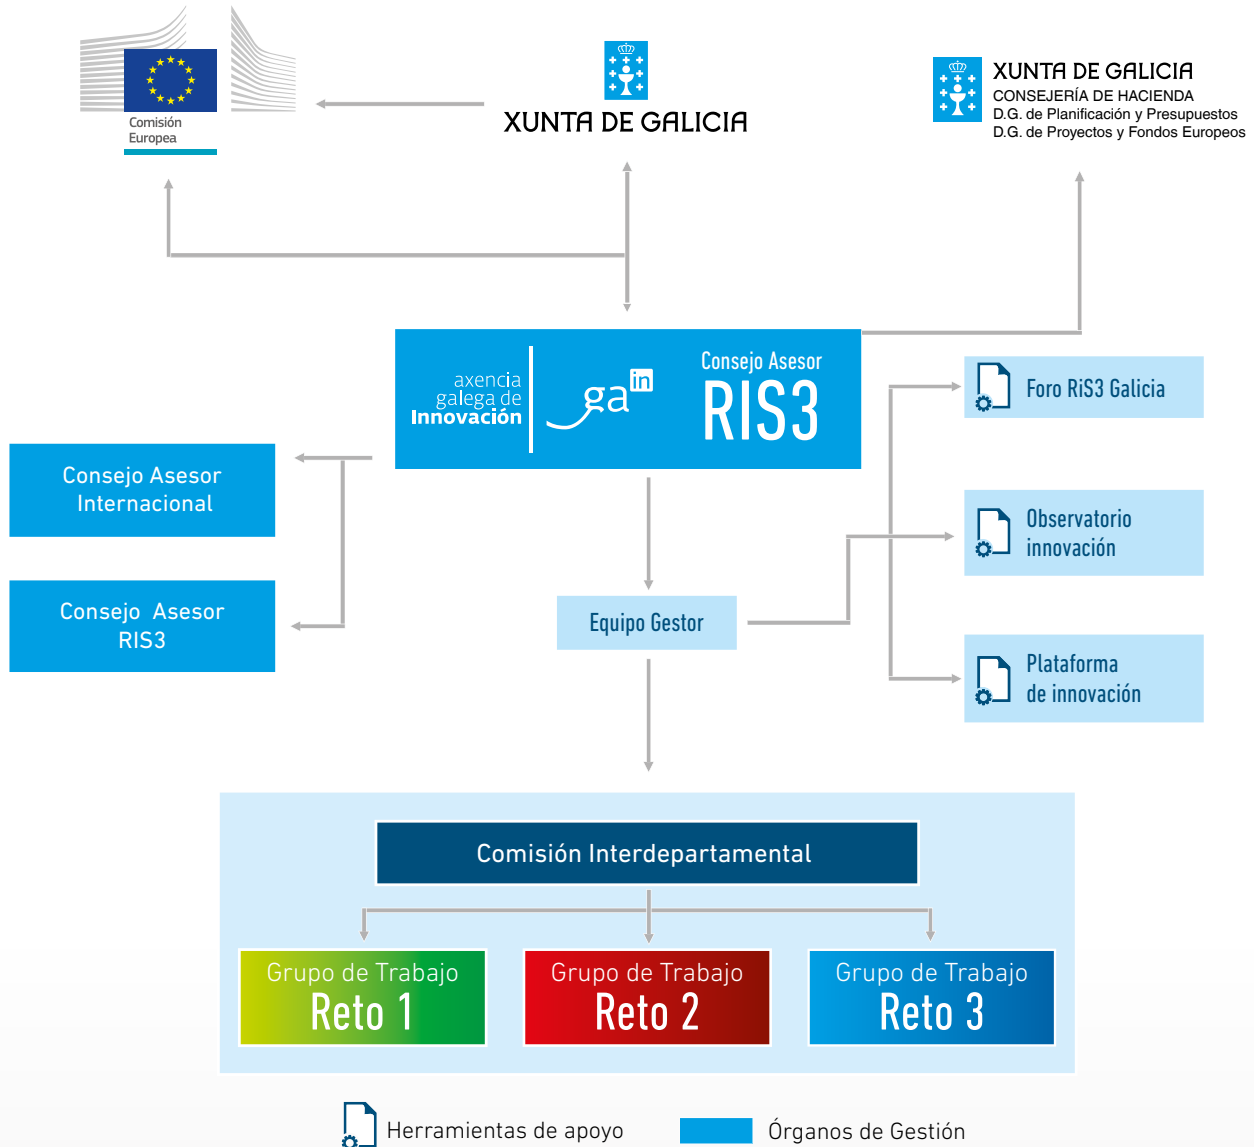 Comisión
Europea
XUNTA DE GALICIA
XUNTA DE GALICIA
CONSEJERÍA DE HACIENDA
D.G. de Planificación y Presupuestos
D.G. de Proyectos y Fondos Europeos
axencia
galega de
Innovación
gain
Consejo Asesor
RIS3
Consejo Asesor
Internacional
Consejo Asesor
RIS3
Foro RiS3 Galicia
Observatorio
innovación
Equipo Gestor
Plataforma
de innovación
Comisión Interdepartamental
Grupo de Trabajo
Reto 1
Grupo de Trabajo
Reto 2
Grupo de Trabajo
Reto 3
Herramientas de apoyo
Órganos de Gestión